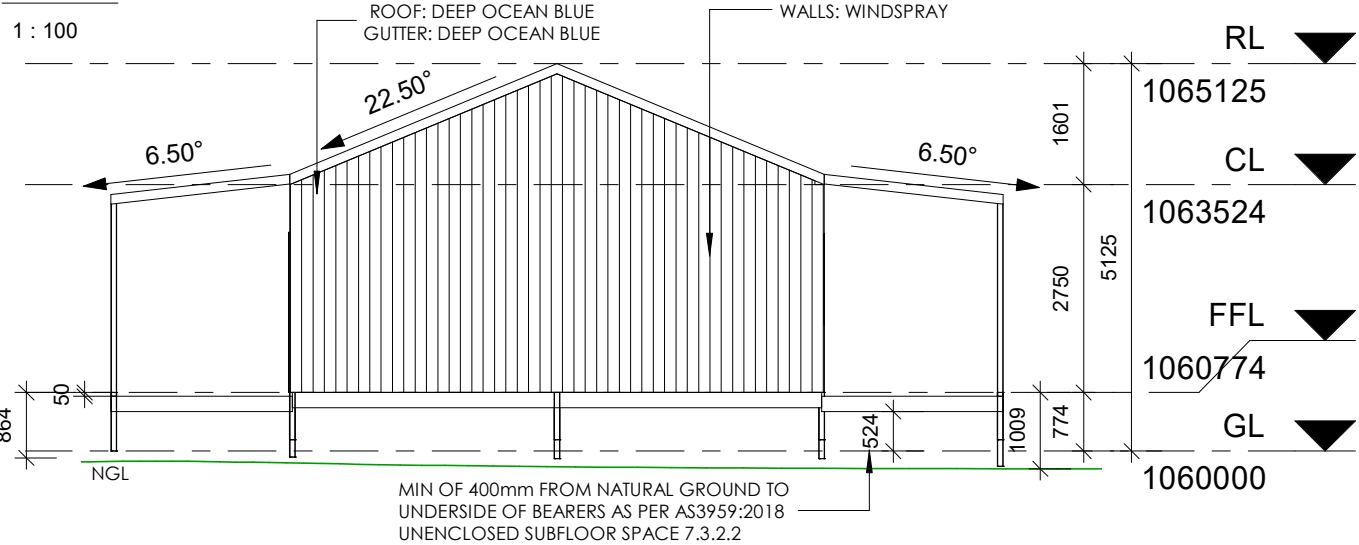 1 : 100
ROOF: DEEP OCEAN BLUE
GUTTER: DEEP OCEAN BLUE
WALLS: WINDSPRAY
RL
1065125
22.50°
6.50°
6.50°
1601
CL
1063524
2750
5125
FFL
1060774
50
864
524
1009
774
GL
1060000
NGL
MIN OF 400mm FROM NATURAL GROUND TO
UNDERSIDE OF BEARERS AS PER AS3959:2018
UNENCLOSED SUBFLOOR SPACE 7.3.2.2